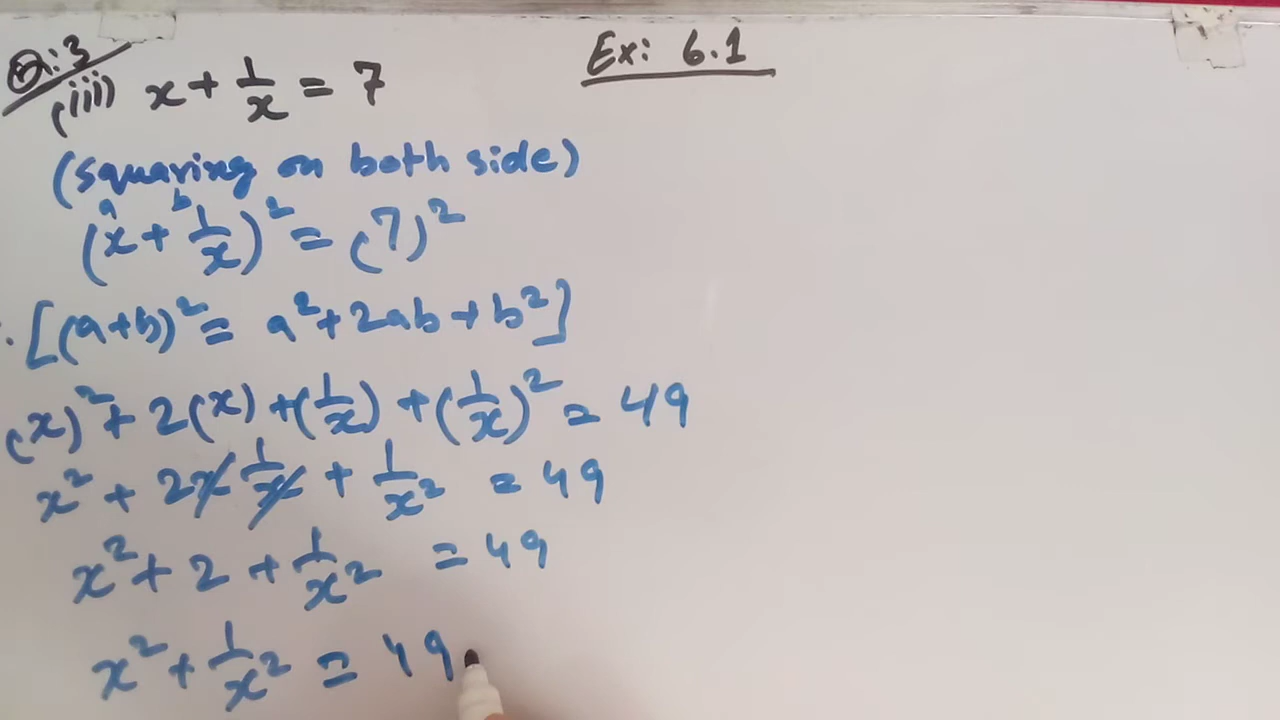 Q:3
Ex: 6.1
(iii) x + 1/x = 7
(squaring on both side)
a b
(x + 1/x)² = (7)²
[(a+b)² = a²+2ab+b²]
(x)² + 2(x) + (1/x) + (1/x)² = 49
x² + 2x 1/x + 1/x² = 49
x² + 2 + 1/x² = 49
x² + 1/x² = 49